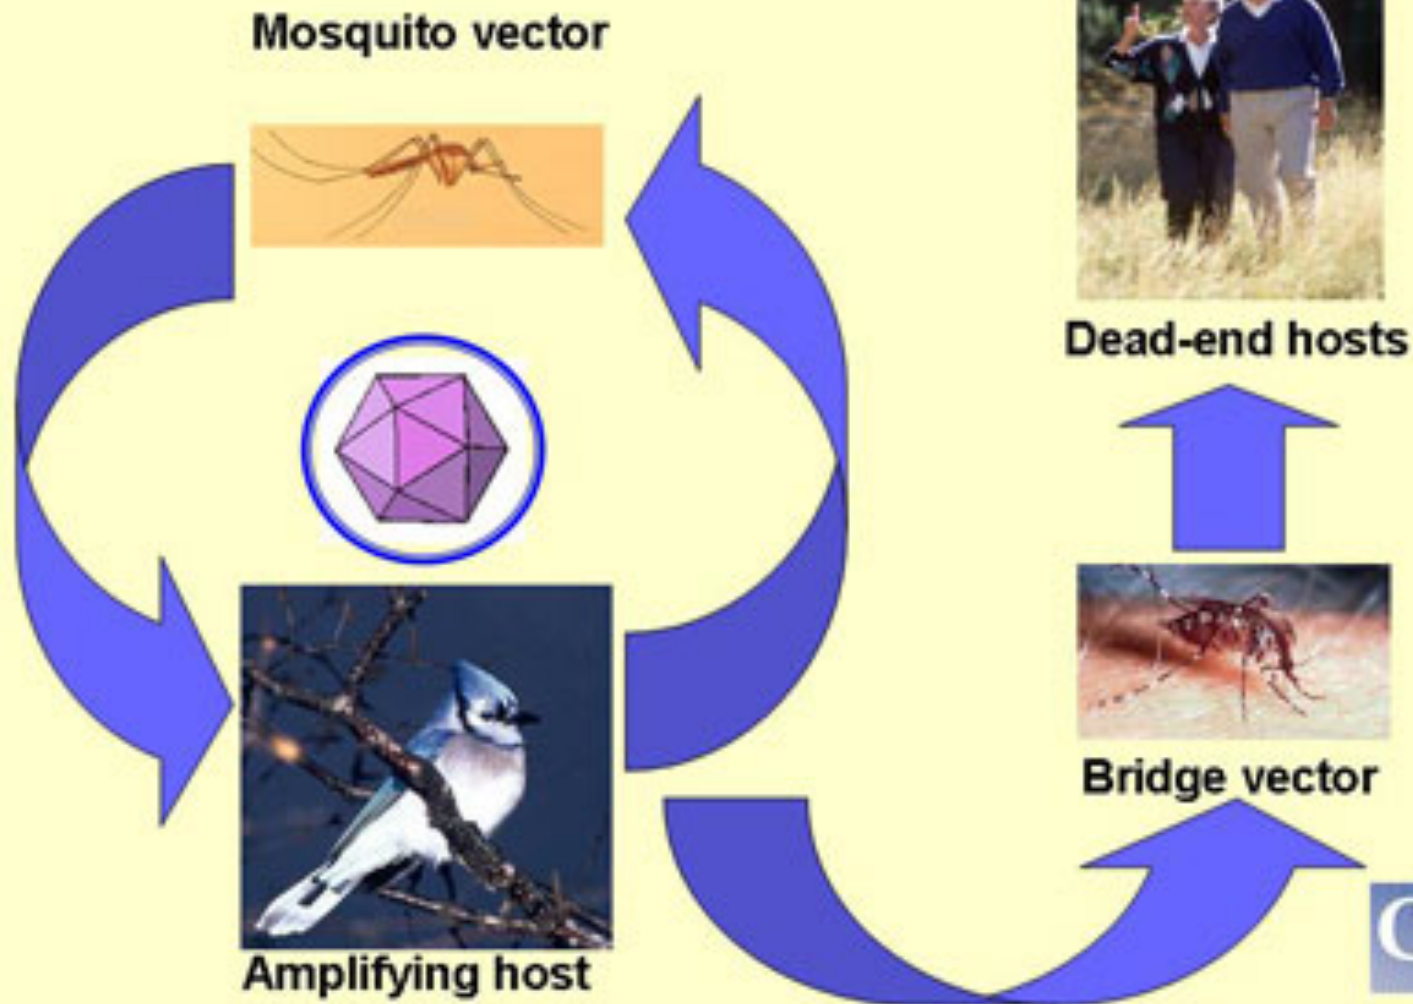 Mosquito vector
Dead-end hosts
Bridge vector
Amplifying host